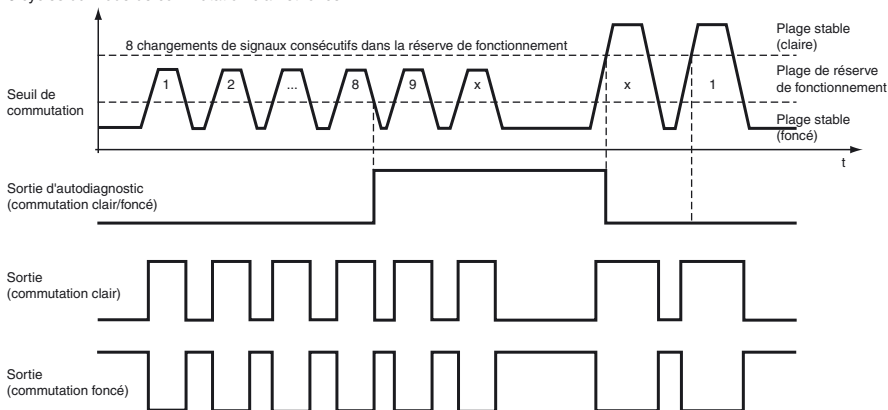 8 changements de signaux consécutifs dans la réserve de fonctionnement
Plage stable
(claire)
Plage de réserve
de fonctionnement
Plage stable
(foncé)
Seuil de
commutation
1
2
...
8
9
x
x
1
t
Sortie d'autodiagnostic
(commutation clair/foncé)
Sortie
(commutation clair)
Sortie
(commutation foncé)